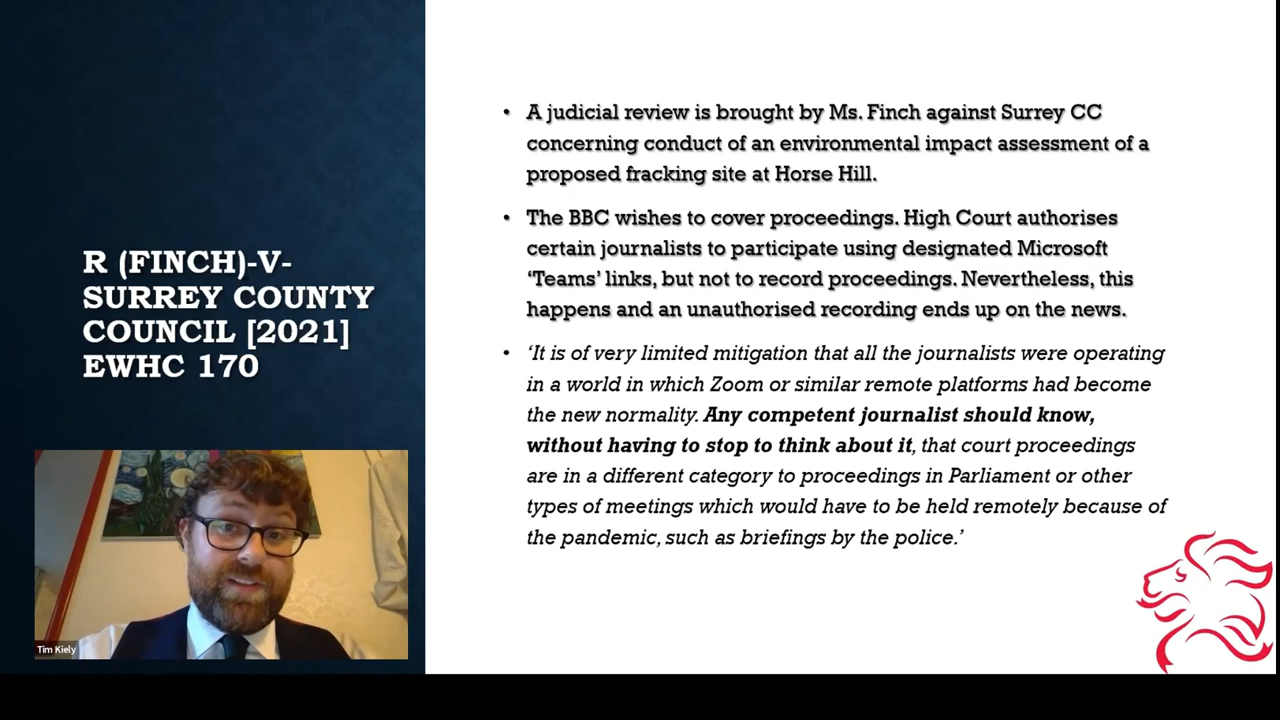 R (FINCH)-V-
SURREY COUNTY
COUNCIL [2021]
EWHC 170
A judicial review is brought by Ms. Finch against Surrey CC
concerning conduct of an environmental impact assessment of a
proposed fracking site at Horse Hill.
The BBC wishes to cover proceedings. High Court authorises
certain journalists to participate using designated Microsoft
‘Teams’ links, but not to record proceedings. Nevertheless, this
happens and an unauthorised recording ends up on the news.
‘It is of very limited mitigation that all the journalists were operating
in a world in which Zoom or similar remote platforms had become
the new normality. Any competent journalist should know,
without having to stop to think about it, that court proceedings
are in a different category to proceedings in Parliament or other
types of meetings which would have to be held remotely because of
the pandemic, such as briefings by the police.’
Tim Kiely